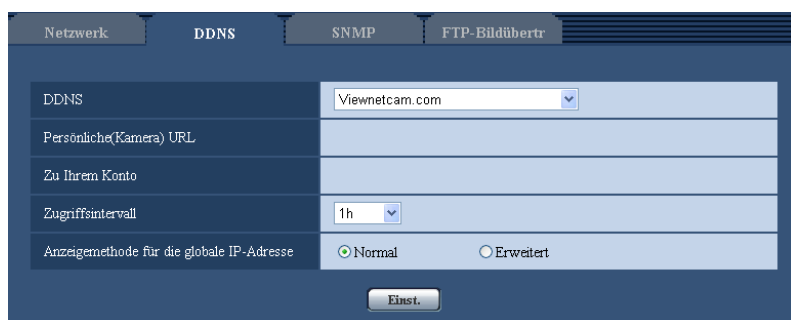 Netzwerk DDNS SNMP FTP-Bildübertr
DDNS Viewnetcam.com
Persönliche(Kamera) URL
Zu Ihrem Konto
Zugriffsintervall 1h
Anzeigemethode für die globale IP-Adresse Normal Erweitert
Einst.